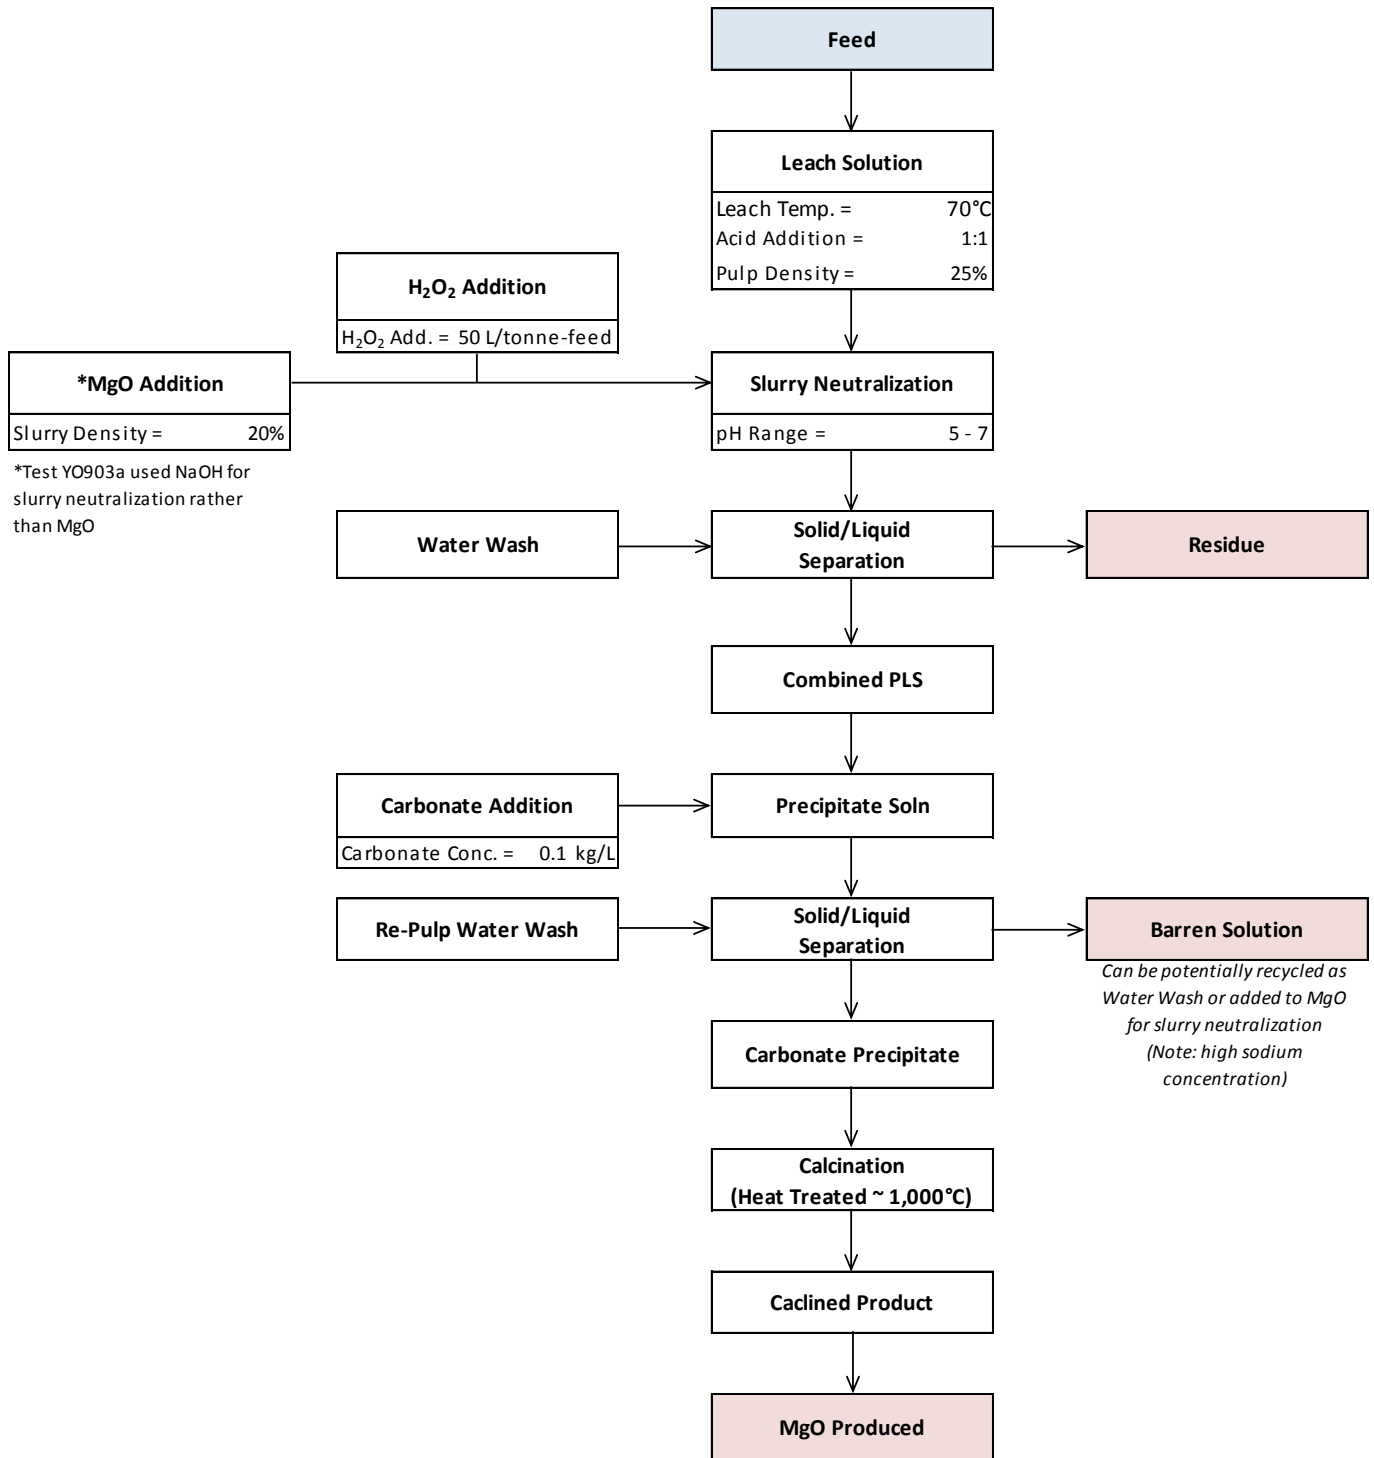 Feed
Leach Solution
Leach Temp. = 70°C
Acid Addition = 1:1
Pulp Density = 25%
H₂O₂ Addition
H₂O₂ Add. = 50 L/tonne-feed
*MgO Addition
Slurry Density = 20%
*Test YO903a used NaOH for
slurry neutralization rather
than MgO
Slurry Neutralization
pH Range = 5 - 7
Water Wash
Solid/Liquid
Separation
Residue
Combined PLS
Carbonate Addition
Carbonate Conc. = 0.1 kg/L
Precipitate Soln
Re-Pulp Water Wash
Solid/Liquid
Separation
Barren Solution
Can be potentially recycled as
Water Wash or added to MgO
for slurry neutralization
(Note: high sodium
concentration)
Carbonate Precipitate
Calcination
(Heat Treated ~ 1,000°C)
Caclined Product
MgO Produced